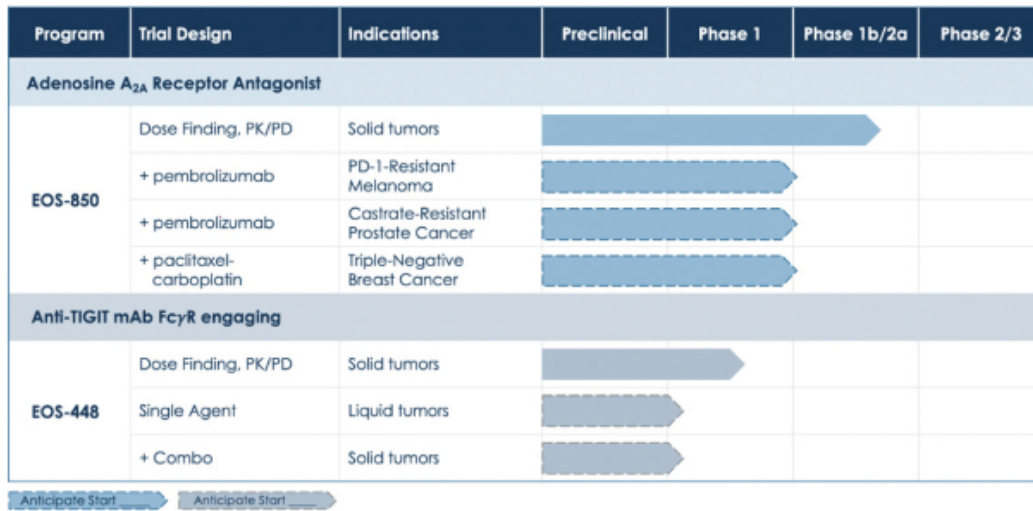 Program Trial Design Indications Preclinical Phase 1 Phase 1b/2a Phase 2/3
Adenosine A2A Receptor Antagonist
EOS-850
Dose Finding, PK/PD Solid tumors
+ pembrolizumab PD-1-Resistant
Melanoma
+ pembrolizumab Castrate-Resistant
Prostate Cancer
+ paclitaxel- Triple-Negative
carboplatin Breast Cancer
Anti-TIGIT mAb FcγR engaging
EOS-448
Dose Finding, PK/PD Solid tumors
Single Agent Liquid tumors
+ Combo Solid tumors
Anticipate Start ____ Anticipate Start ____